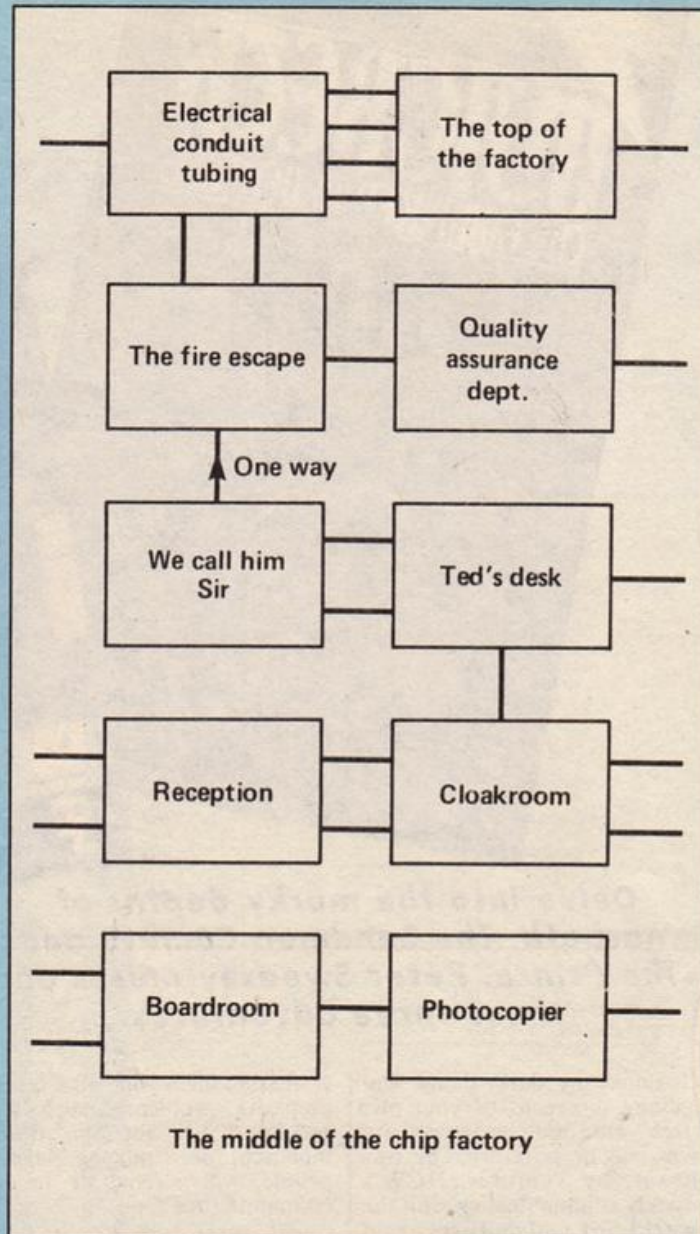 Electrical
conduit
tubing
The top of
the factory
The fire escape
Quality
assurance
dept.
One way
We call him
Sir
Ted's desk
Reception
Cloakroom
Boardroom
Photocopier
The middle of the chip factory